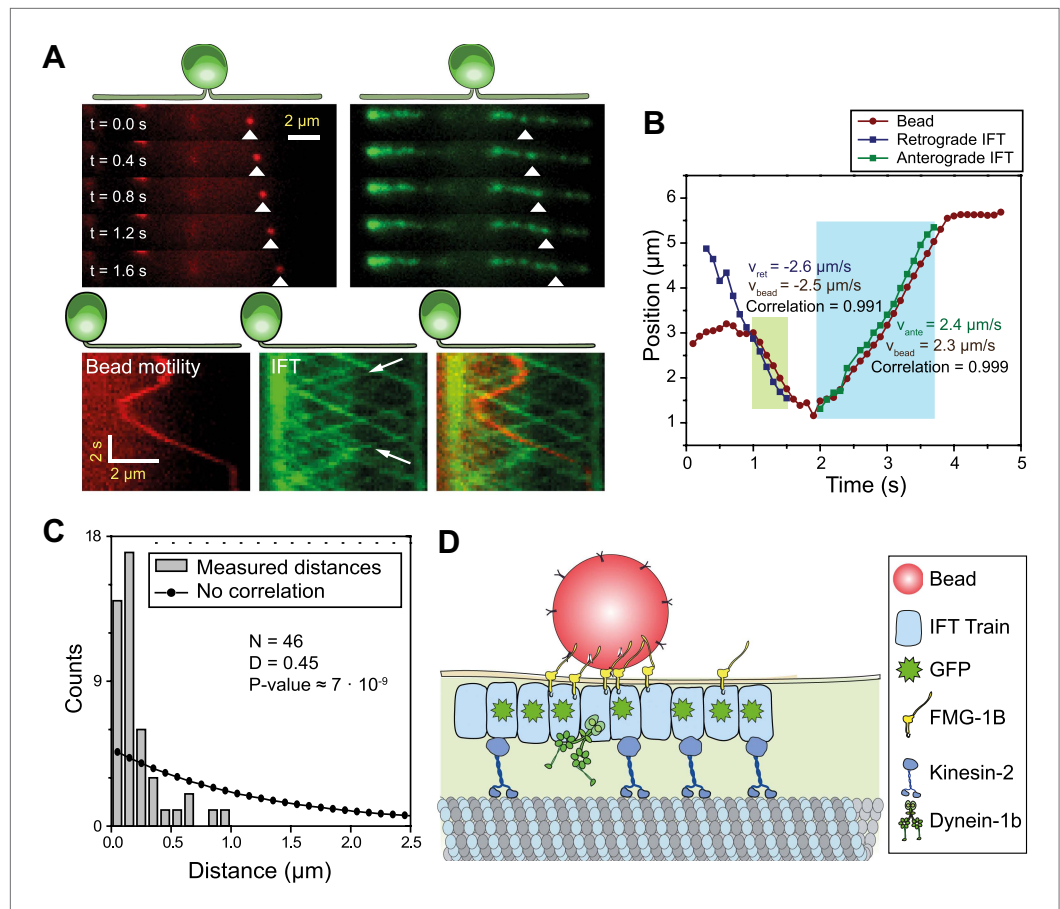 A
t = 0.0 s
2 µm
t = 0.4 s
t = 0.8 s
t = 1.2 s
t = 1.6 s
Bead motility
IFT
2 s
2 µm
B
Bead
Retrograde IFT
Anterograde IFT
Position (µm)
6
5
4
3
2
1
v_ret = -2.6 µm/s
v_bead = -2.5 µm/s
Correlation = 0.991
v_ante = 2.4 µm/s
v_bead = 2.3 µm/s
Correlation = 0.999
0 1 2 3 4 5
Time (s)
C
Counts
18
9
0
Measured distances
No correlation
N = 46
D = 0.45
P-value ≈ 7 · 10⁻⁹
0.0 0.5 1.0 1.5 2.0 2.5
Distance (µm)
D
Bead
IFT Train
GFP
FMG-1B
Kinesin-2
Dynein-1b